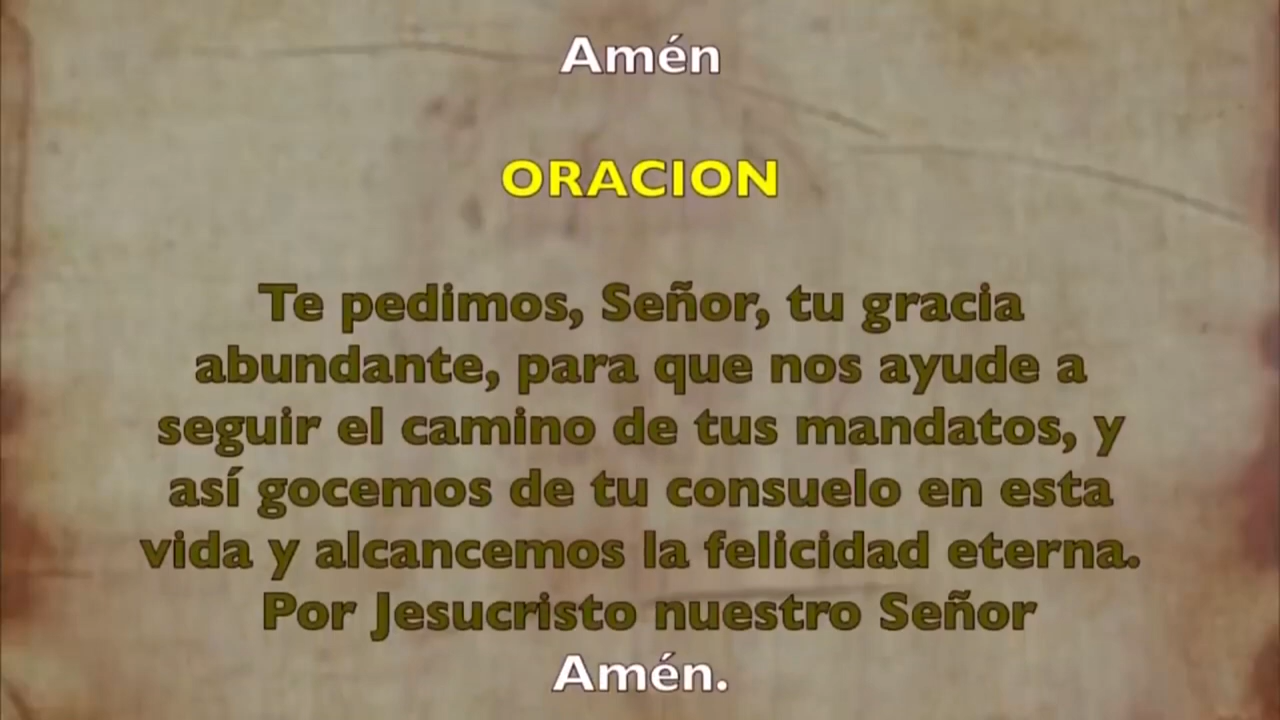 Amén
ORACION
Te pedimos, Señor, tu gracia
abundante, para que nos ayude a
seguir el camino de tus mandatos, y
así gocemos de tu consuelo en esta
vida y alcancemos la felicidad eterna.
Por Jesucristo nuestro Señor
Amén.